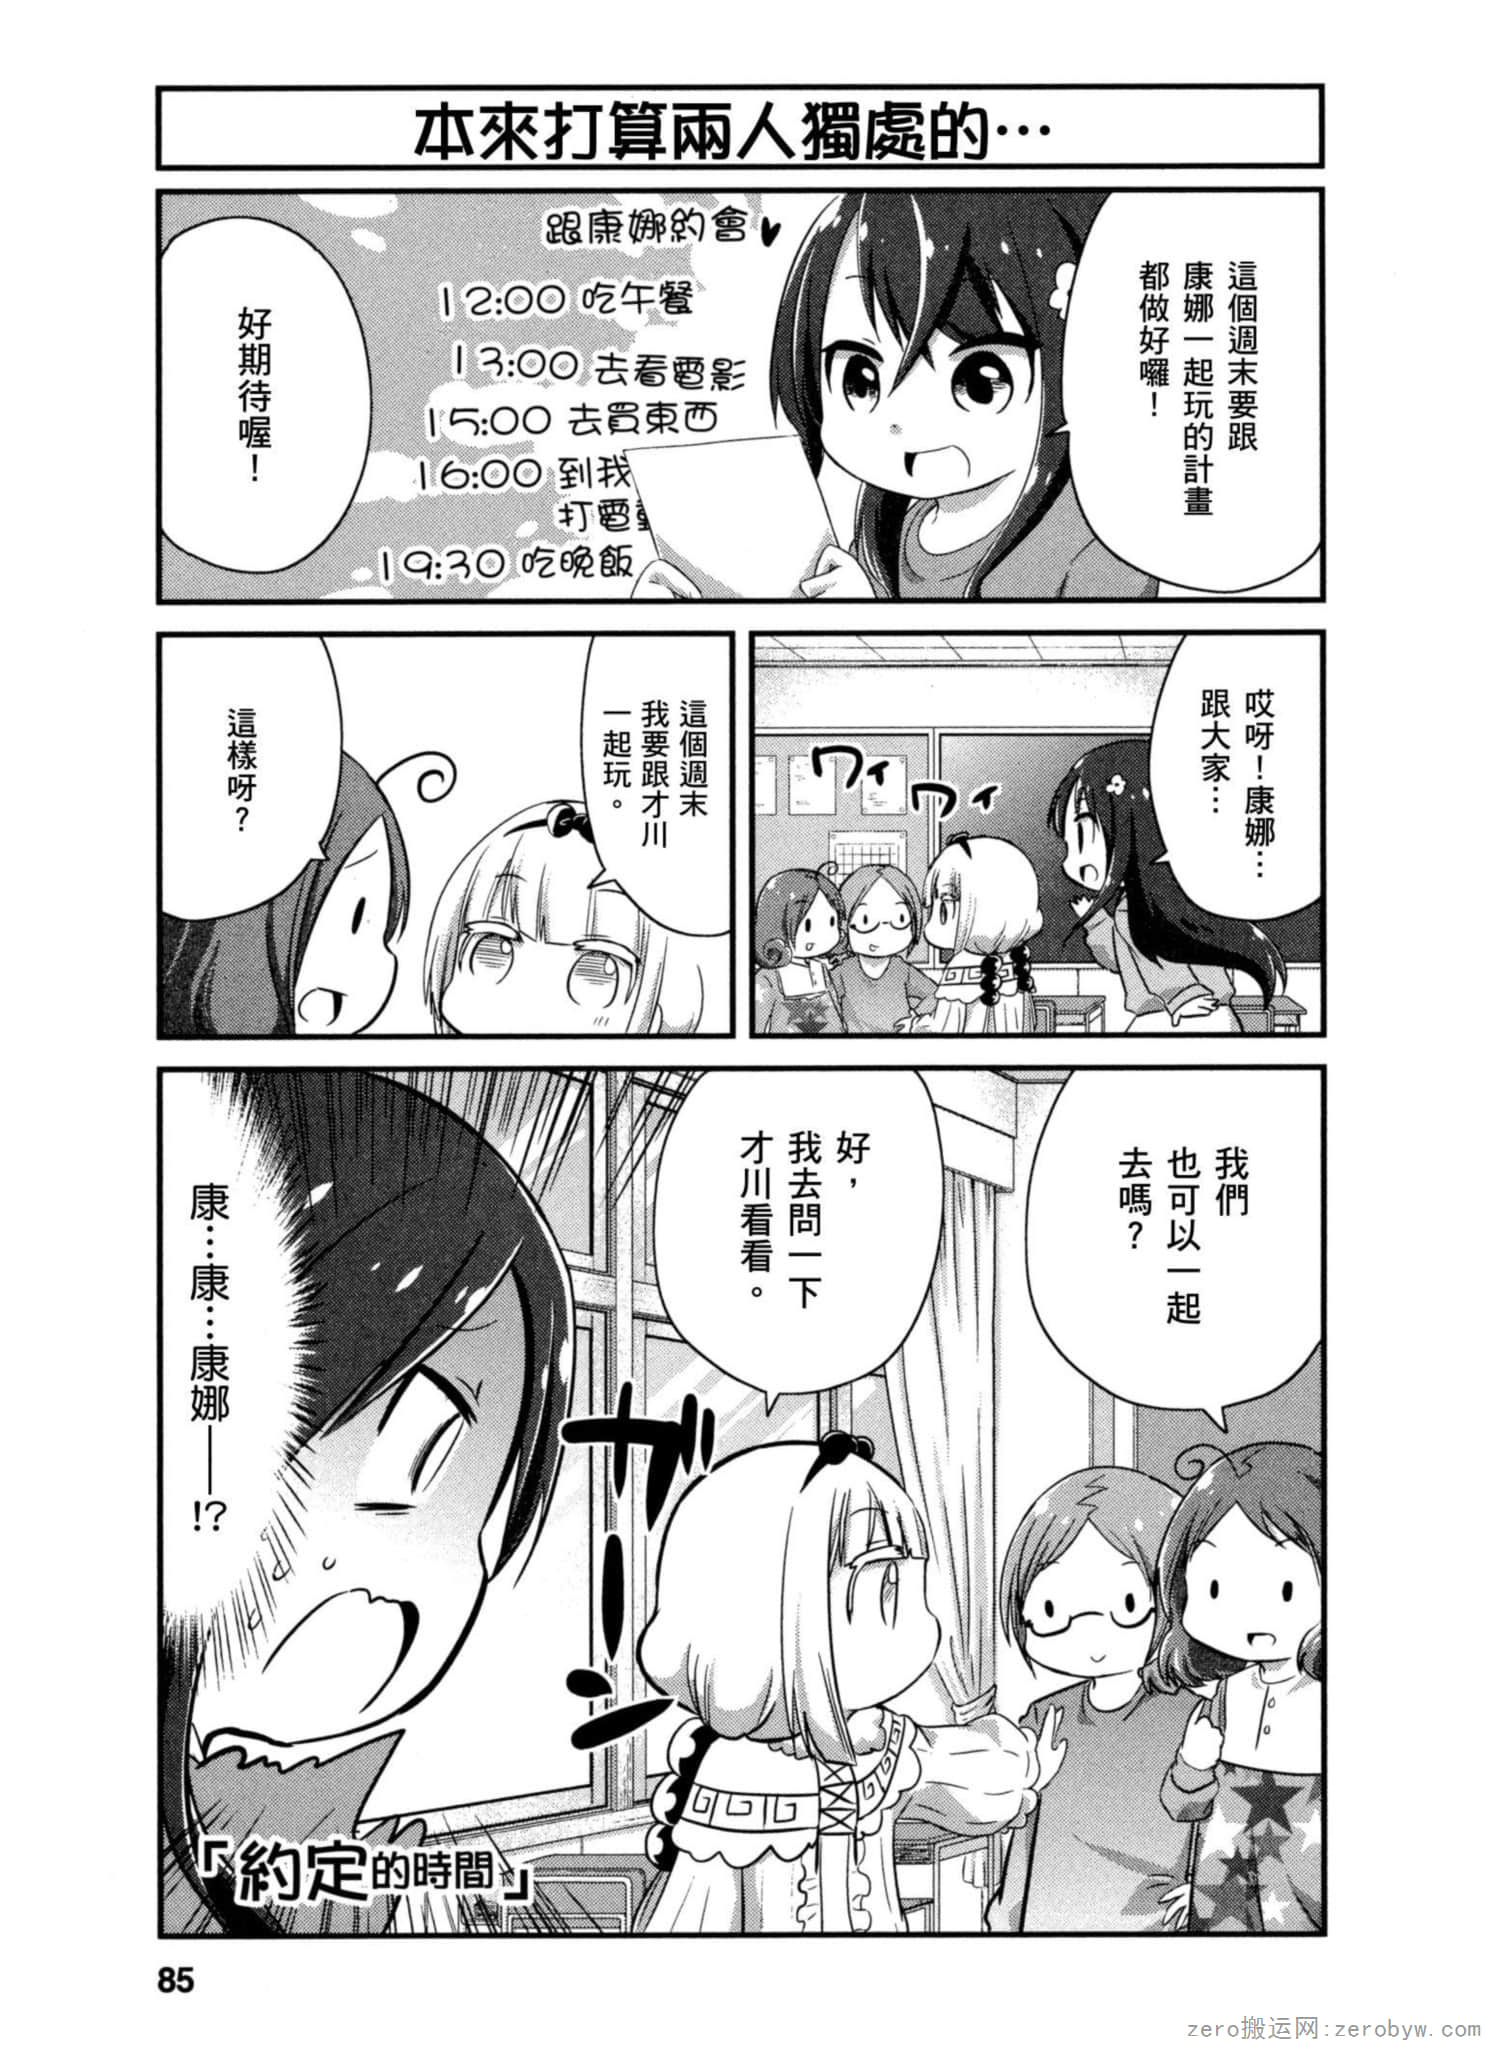 本來打算兩人獨處的…
這個週末要跟
康娜一起玩的計畫
都做好囉！
跟康娜約會♥
12:00 吃午餐
13:00 去看電影
15:00 去買東西
16:00 到我
打電
19:30 吃晚飯
好期待喔！
哎呀！康娜…
跟大家…
ワイ
ワイ
這個週末
我要跟才川
一起玩。
這樣呀？
我們
也可以一起
去嗎？
好，
我去問一下
才川看看。
ガーン
康…康…康娜——!?
「約定的時間」
85
zero搬运网:zerobyw.com